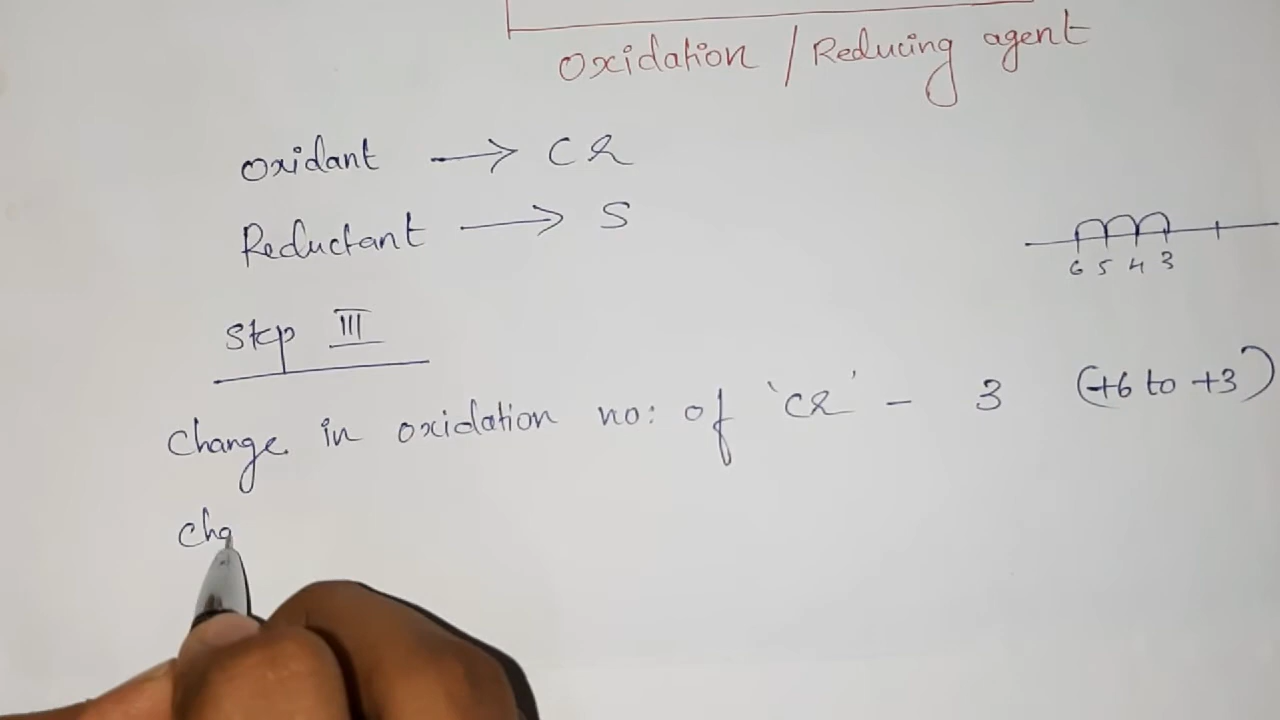 Oxidation / Reducing agent
Oxidant → Cr
Reductant → S
6 5 4 3
Step III
Change in oxidation no: of 'Cr' - 3 (+6 to +3)
Cha